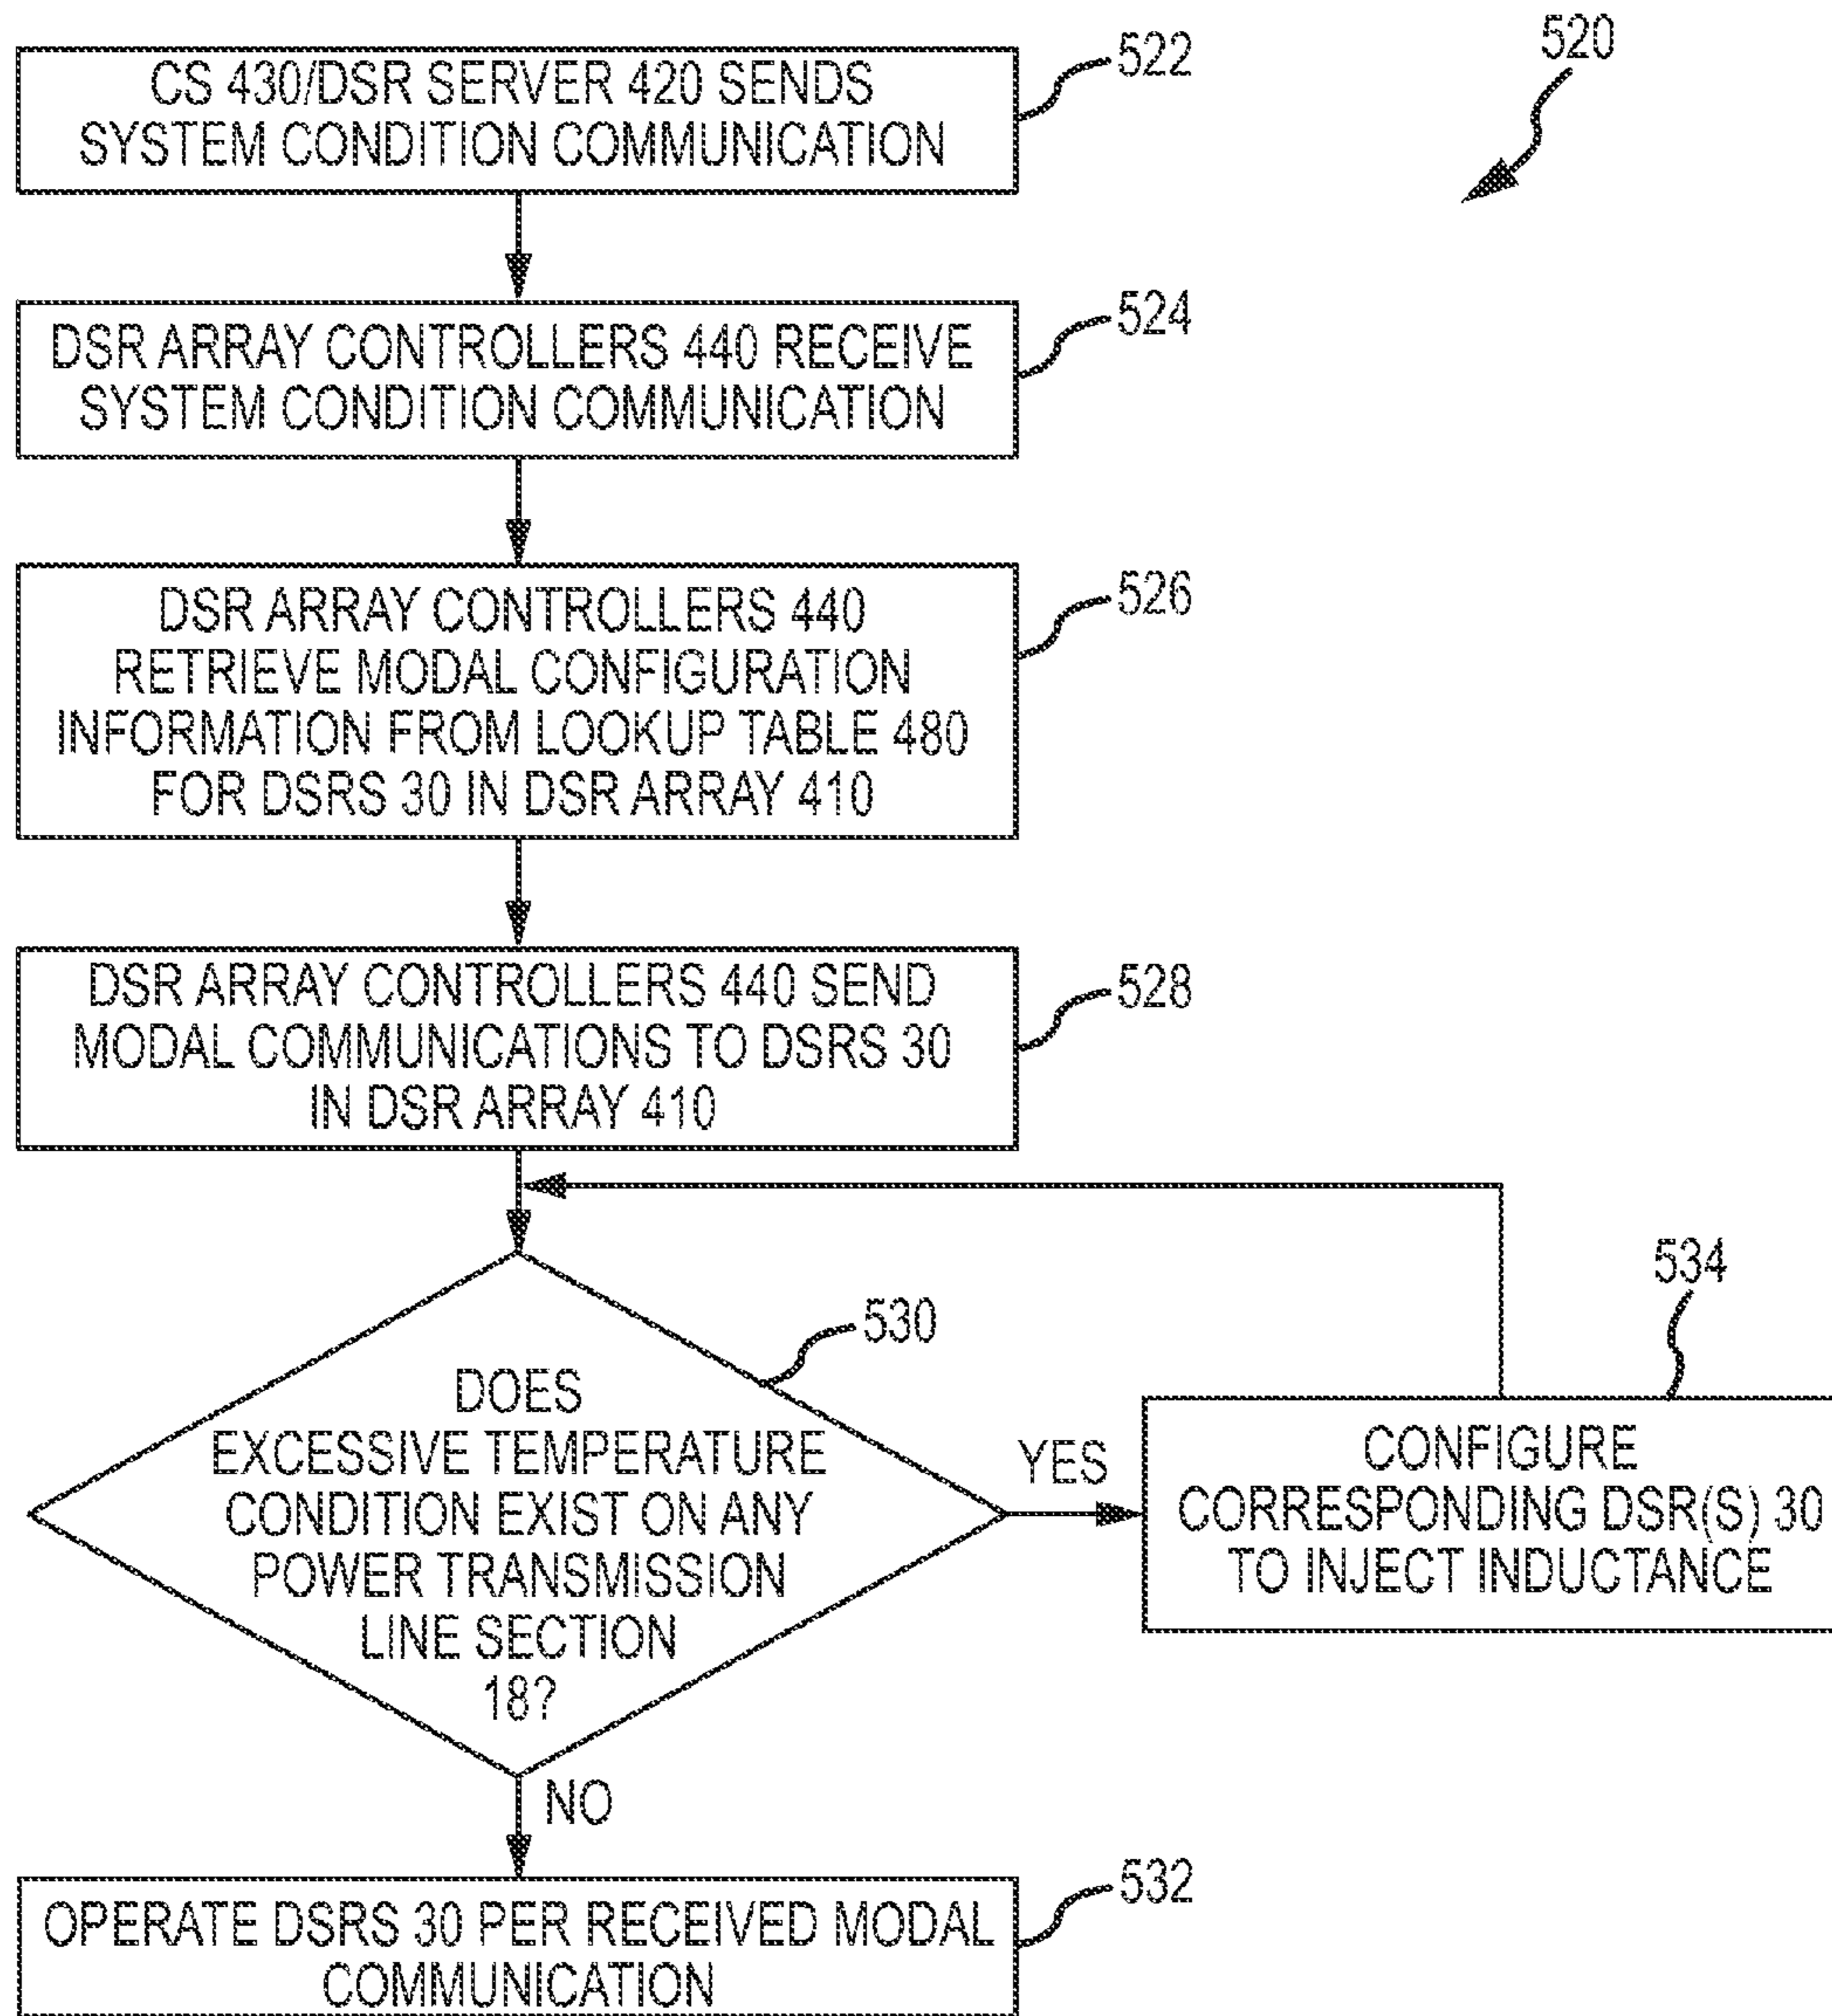 520
CS 430/DSR SERVER 420 SENDS
SYSTEM CONDITION COMMUNICATION
522
DSR ARRAY CONTROLLERS 440 RECEIVE
SYSTEM CONDITION COMMUNICATION
524
DSR ARRAY CONTROLLERS 440
RETRIEVE MODAL CONFIGURATION
INFORMATION FROM LOOKUP TABLE 480
FOR DSRS 30 IN DSR ARRAY 410
526
DSR ARRAY CONTROLLERS 440 SEND
MODAL COMMUNICATIONS TO DSRS 30
IN DSR ARRAY 410
528
DOES
EXCESSIVE TEMPERATURE
CONDITION EXIST ON ANY
POWER TRANSMISSION
LINE SECTION
18?
530
YES
CONFIGURE
CORRESPONDING DSR(S) 30
TO INJECT INDUCTANCE
534
NO
OPERATE DSRS 30 PER RECEIVED MODAL
COMMUNICATION
532